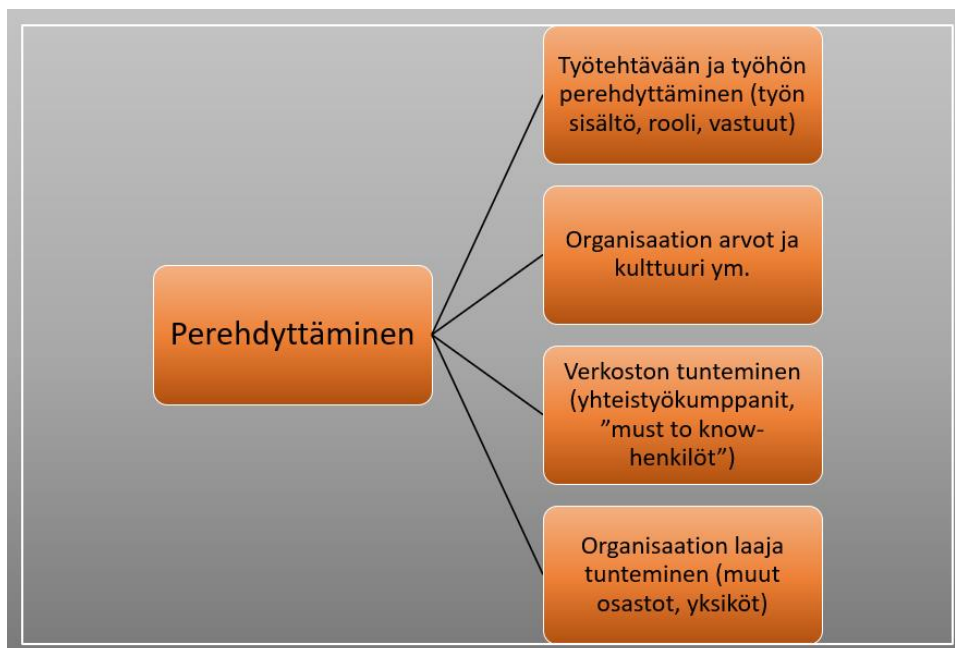 Perehdyttäminen
Työtehtävään ja työhön
perehdyttäminen (työn
sisältö, rooli, vastuut)
Organisaation arvot ja
kulttuuri ym.
Verkoston tunteminen
(yhteistyökumppanit,
”must to know-
henkilöt”)
Organisaation laaja
tunteminen (muut
osastot, yksiköt)